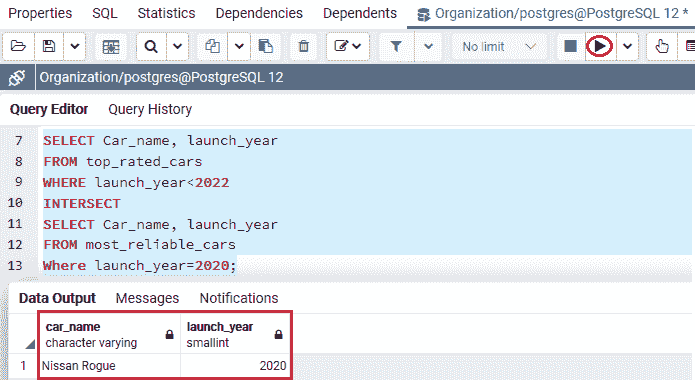 Properties SQL Statistics Dependencies Dependents Organization/postgres@PostgreSQL 12 *
No limit
Organization/postgres@PostgreSQL 12
Query Editor Query History
7 SELECT Car_name, launch_year
8 FROM top_rated_cars
9 WHERE launch_year<2022
10 INTERSECT
11 SELECT Car_name, launch_year
12 FROM most_reliable_cars
13 Where launch_year=2020;
Data Output Messages Notifications
car_name launch_year
character varying smallint
1 Nissan Rogue 2020